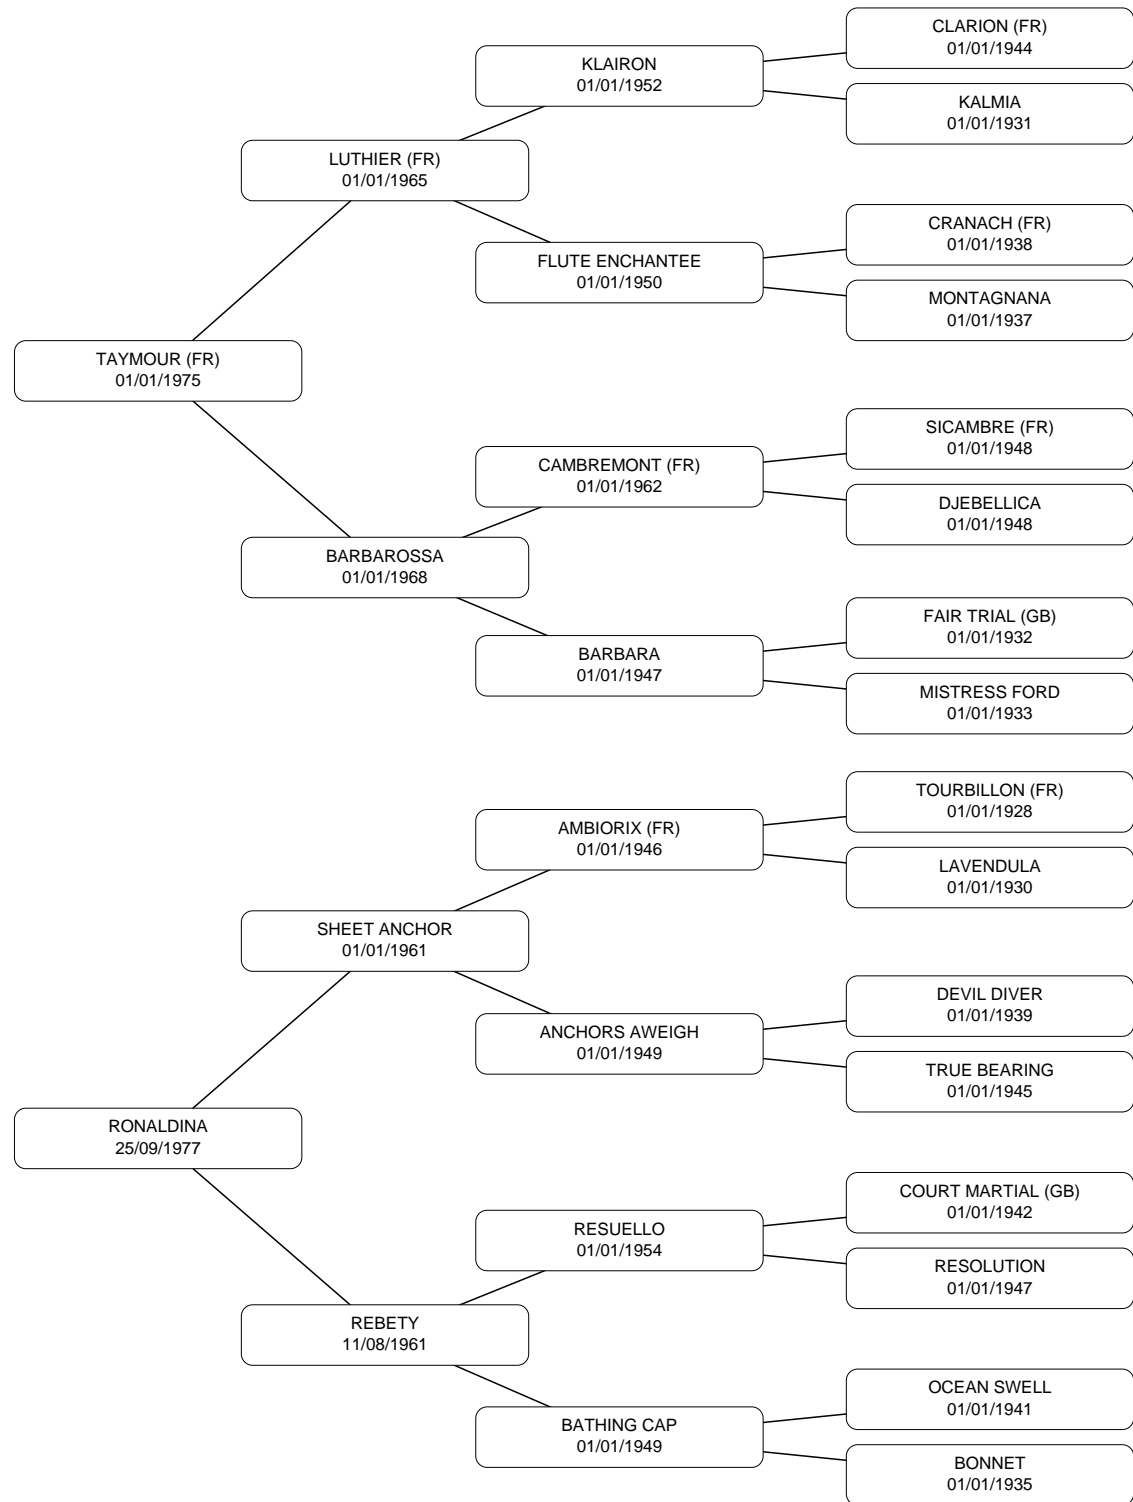 CLARION (FR)
01/01/1944
KLAIRON
01/01/1952
KALMIA
01/01/1931
LUTHIER (FR)
01/01/1965
CRANACH (FR)
01/01/1938
FLUTE ENCHANTEE
01/01/1950
MONTAGNANA
01/01/1937
TAYMOUR (FR)
01/01/1975
SICAMBRE (FR)
01/01/1948
CAMBREMONT (FR)
01/01/1962
DJEBELLICA
01/01/1948
BARBAROSSA
01/01/1968
FAIR TRIAL (GB)
01/01/1932
BARBARA
01/01/1947
MISTRESS FORD
01/01/1933
TOURBILLON (FR)
01/01/1928
AMBIORIX (FR)
01/01/1946
LAVENDULA
01/01/1930
SHEET ANCHOR
01/01/1961
DEVIL DIVER
01/01/1939
ANCHORS AWEIGH
01/01/1949
TRUE BEARING
01/01/1945
RONALDINA
25/09/1977
COURT MARTIAL (GB)
01/01/1942
RESUELLO
01/01/1954
RESOLUTION
01/01/1947
REBETY
11/08/1961
OCEAN SWELL
01/01/1941
BATHING CAP
01/01/1949
BONNET
01/01/1935